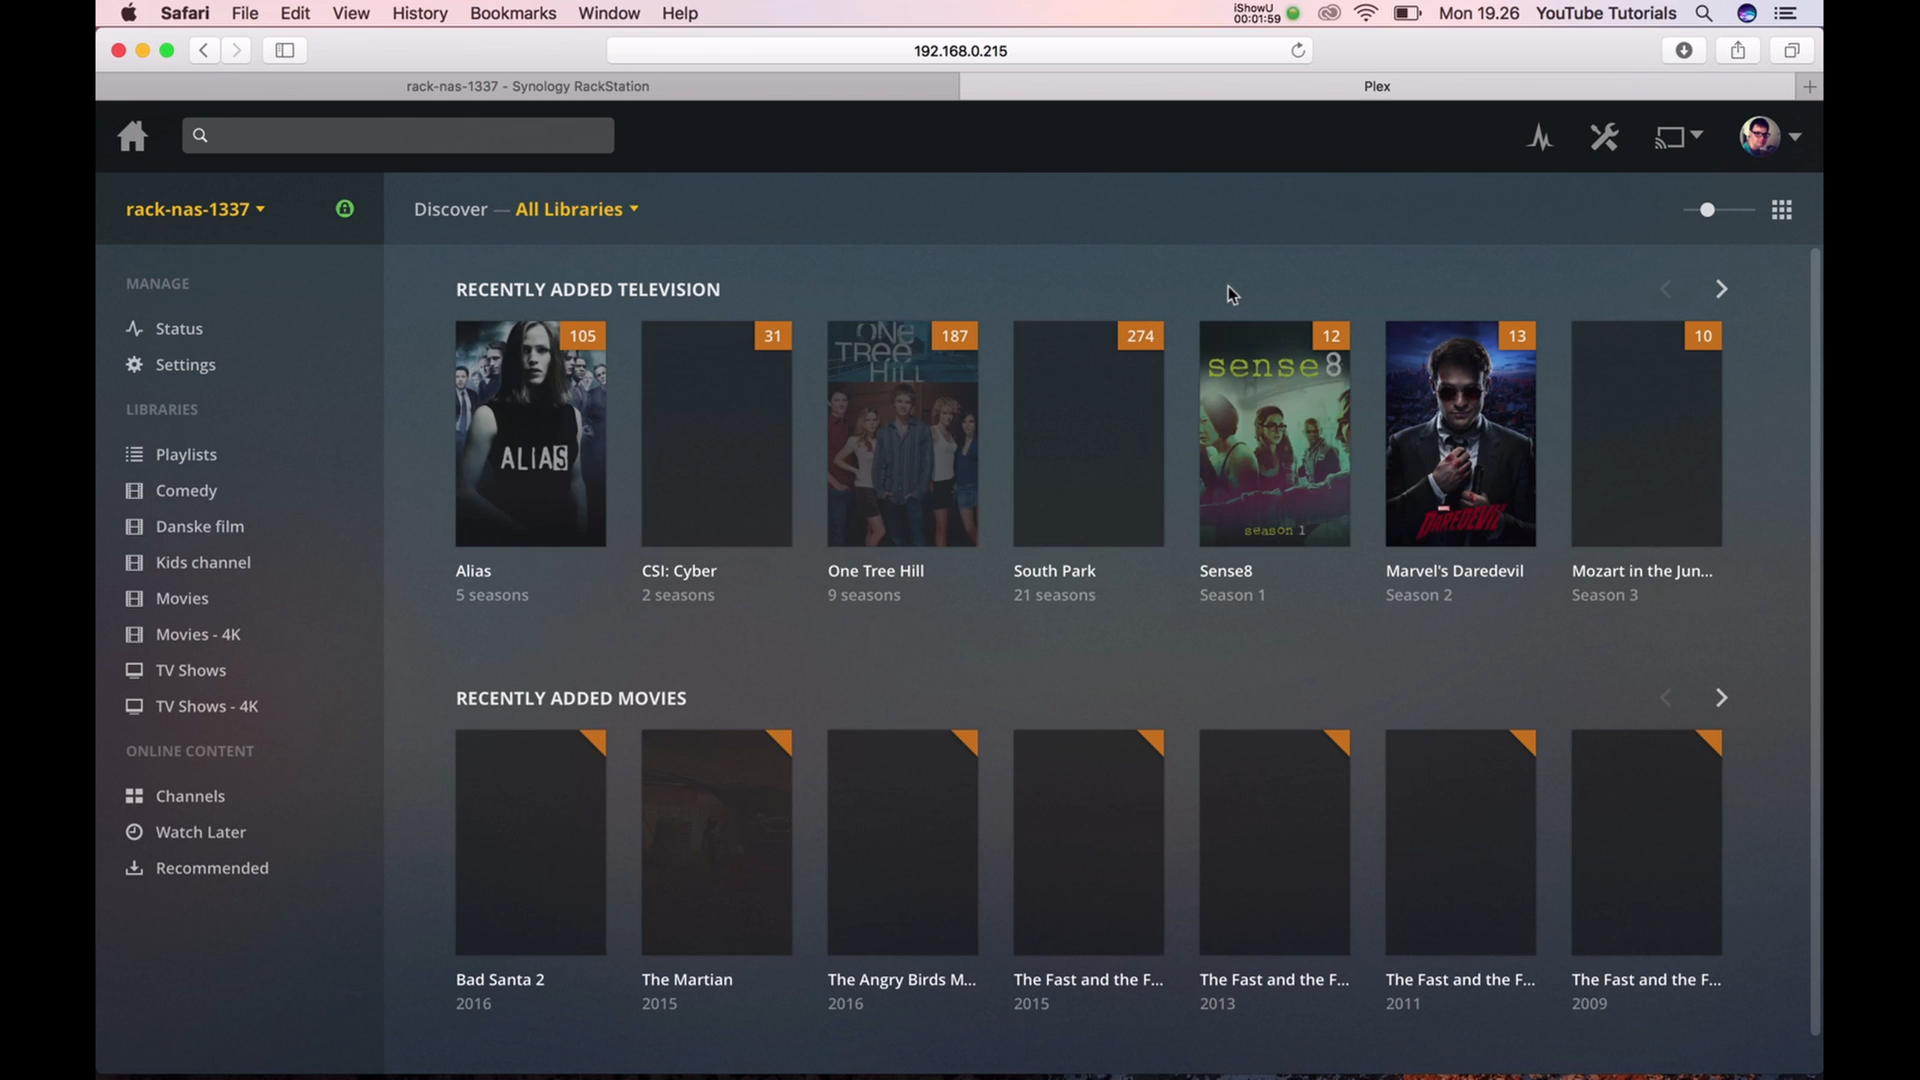 Safari File Edit View History Bookmarks Window Help iShowU 00:01:59 Mon 19.26 YouTube Tutorials
192.168.0.215
rack-nas-1337 - Synology RackStation Plex
rack-nas-1337 Discover — All Libraries
MANAGE
Status
Settings
LIBRARIES
Playlists
Comedy
Danske film
Kids channel
Movies
Movies - 4K
TV Shows
TV Shows - 4K
ONLINE CONTENT
Channels
Watch Later
Recommended
RECENTLY ADDED TELEVISION
105 31 187 274 12 13 10
ALIAS
ONE TREE HILL
sense8
season 1
MARVEL
DAREDEVIL
Alias CSI: Cyber One Tree Hill South Park Sense8 Marvel's Daredevil Mozart in the Jun...
5 seasons 2 seasons 9 seasons 21 seasons Season 1 Season 2 Season 3
RECENTLY ADDED MOVIES
Bad Santa 2 The Martian The Angry Birds M... The Fast and the F... The Fast and the F... The Fast and the F... The Fast and the F...
2016 2015 2016 2015 2013 2011 2009